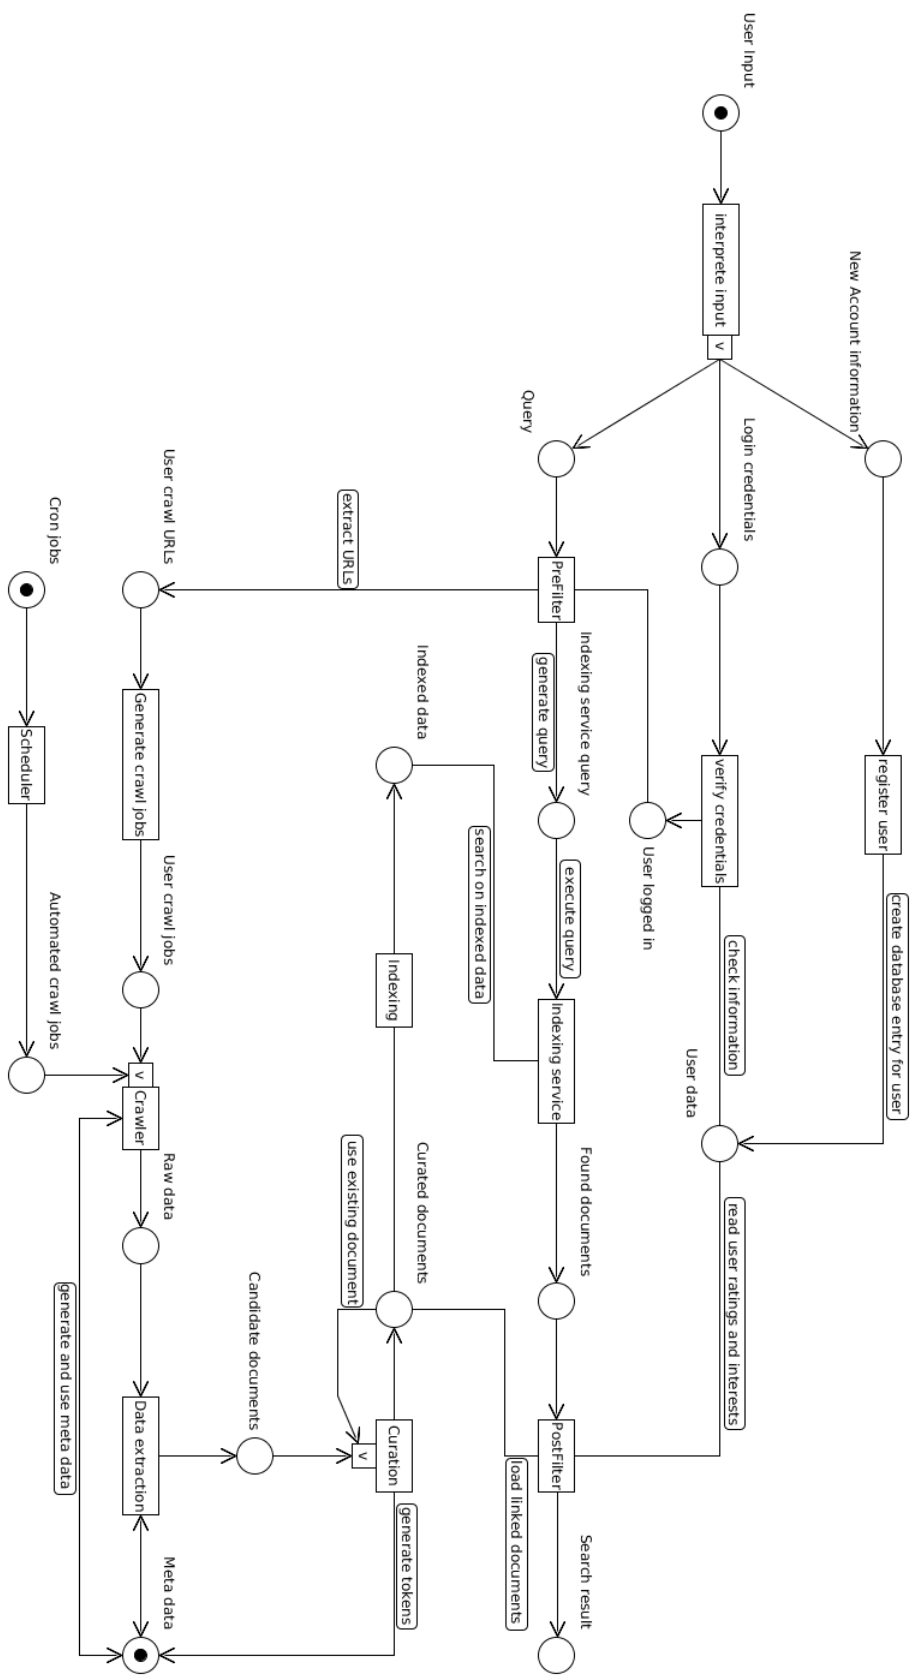 User Input
interprete input
v
New Account information
register user
create database entry for user
Login credentials
verify credentials
check information
User data
read user ratings and interests
User logged in
Query
PreFilter
Indexing service query
generate query
execute query
Indexing service
Found documents
PostFilter
Search result
load linked documents
extract URLs
Indexed data
search on indexed data
Indexing
Curated documents
use existing document
Curation
v
generate tokens
Candidate documents
User crawl URLs
Generate crawl jobs
User crawl jobs
v
Crawler
Raw data
Data extraction
Meta data
generate and use meta data
Cron jobs
Scheduler
Automated crawl jobs